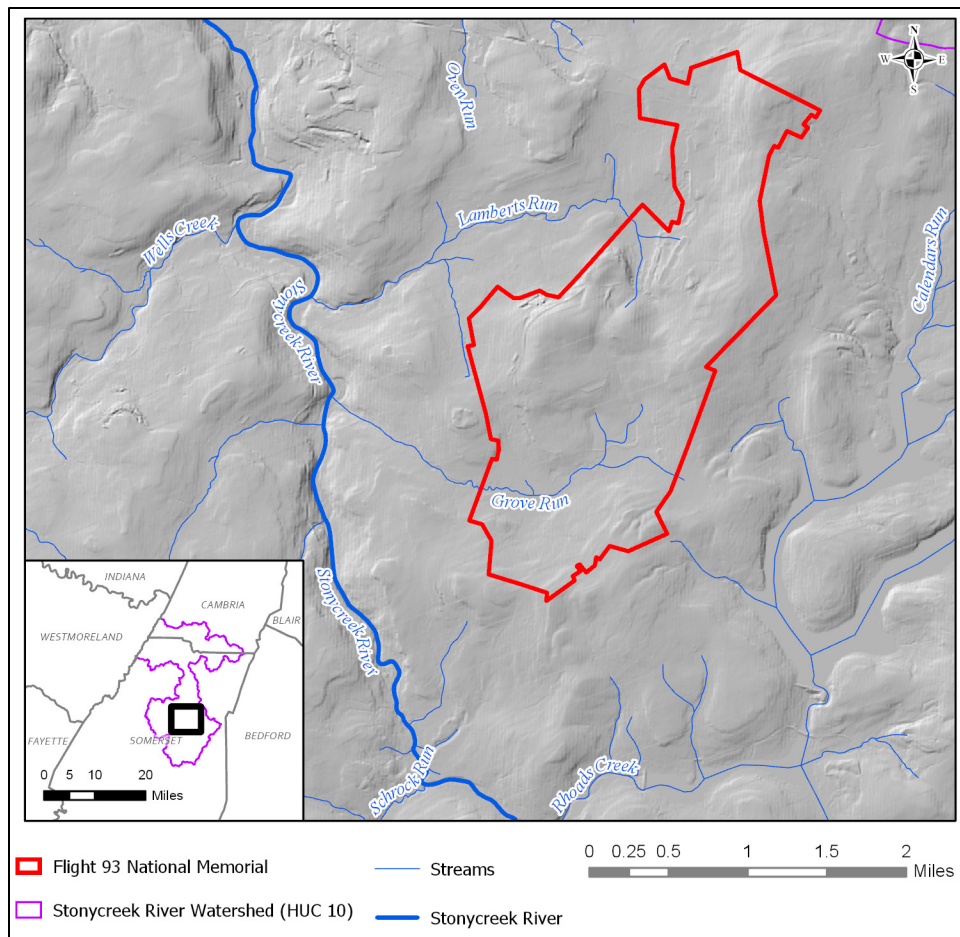 N
W E
S
Oven Run
Lamberts Run
Wells Creek
Calendars Run
Stony
creek River
Grove Run
Stonycreek River
Schrock Run
Rhoads Creek
INDIANA
CAMBRIA
BLAIR
WESTMORELAND
FAYETTE
SOMERSET
BEDFORD
0 5 10 20
Miles
Flight 93 National Memorial
Streams
0 0.25 0.5 1 1.5 2
Miles
Stonycreek River Watershed (HUC 10)
Stonycreek River